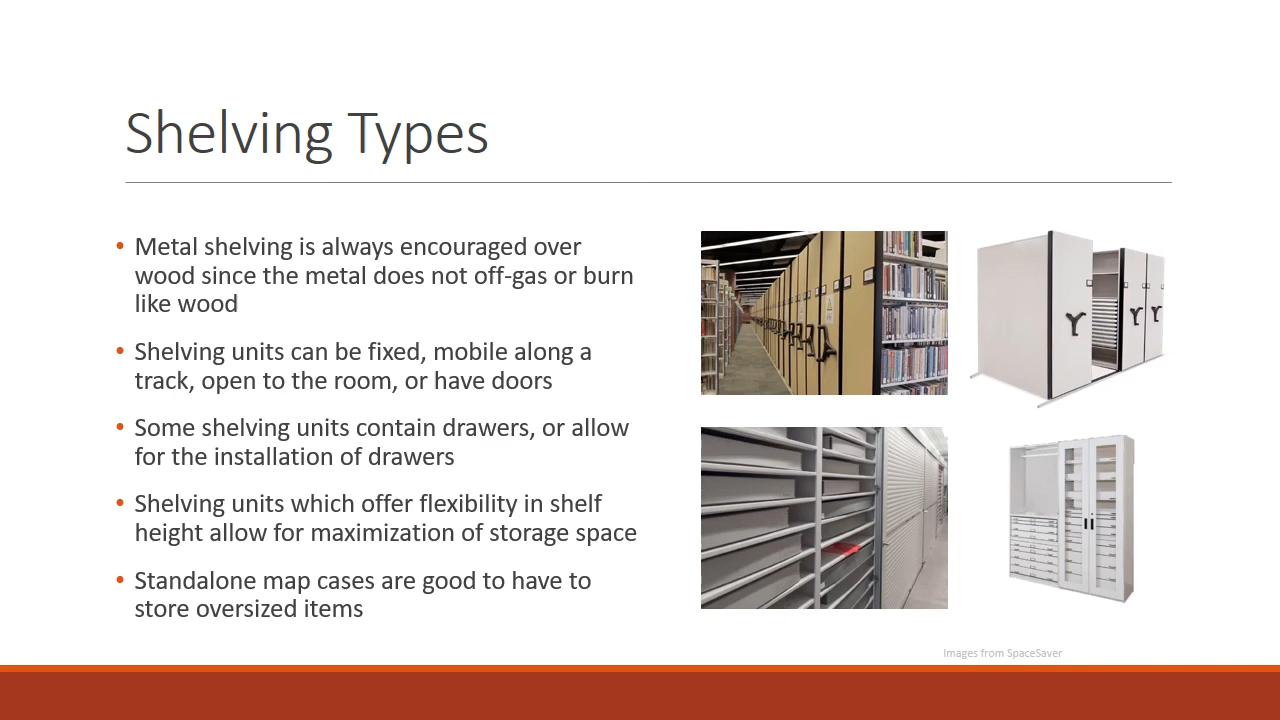 Shelving Types
• Metal shelving is always encouraged over
wood since the metal does not off-gas or burn
like wood
• Shelving units can be fixed, mobile along a
track, open to the room, or have doors
• Some shelving units contain drawers, or allow
for the installation of drawers
• Shelving units which offer flexibility in shelf
height allow for maximization of storage space
• Standalone map cases are good to have to
store oversized items
Images from SpaceSaver